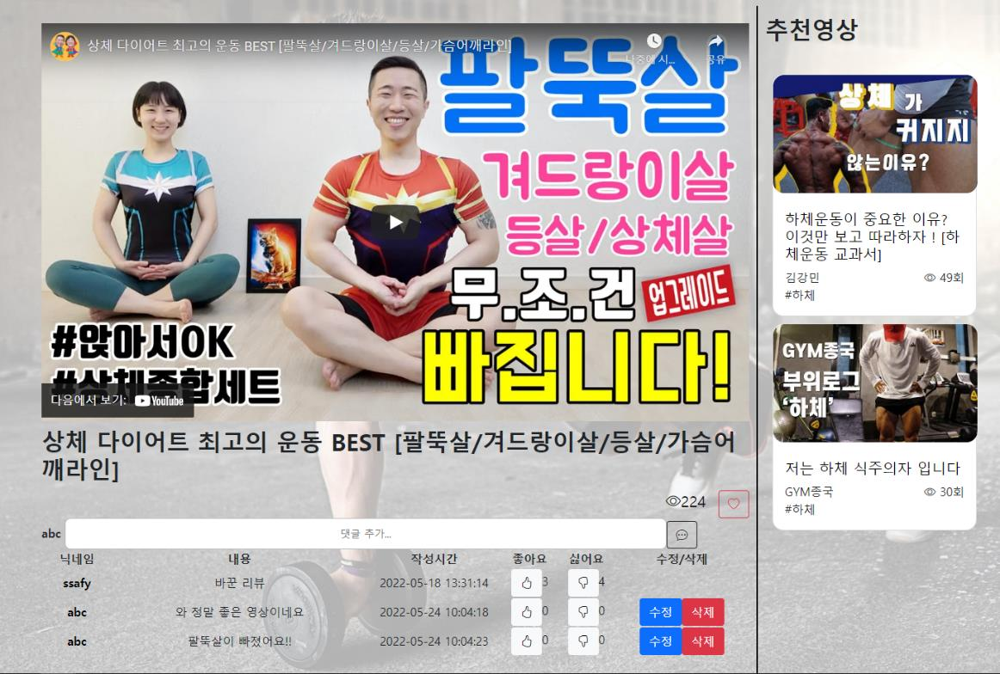 상체 다이어트 최고의 운동 BEST [팔뚝살/겨드랑이살/등살/가슴어깨라인]
나중에 시...
공유
팔뚝살
겨드랑이살
등살/상체살
무.조.건
업그레이드
빠집니다!
#앉아서OK
#상체종합세트
다음에서 보기: YouTube
상체 다이어트 최고의 운동 BEST [팔뚝살/겨드랑이살/등살/가슴어
깨라인]
224
abc 댓글 추가...
닉네임 내용 작성시간 좋아요 싫어요 수정/삭제
ssafy 바꾼 리뷰 2022-05-18 13:31:14 3 4
abc 와 정말 좋은 영상이네요 2022-05-24 10:04:18 0 0 수정 삭제
abc 팔뚝살이 빠졌어요!! 2022-05-24 10:04:23 0 0 수정 삭제
추천영상
상체 가
커지지
않는이유?
하체운동이 중요한 이유?
이것만 보고 따라하자 ! [하
체운동 교과서]
김강민 49회
#하체
GYM종국
부위로그
'하체'
저는 하체 식주의자 입니다
GYM종국 30회
#하체